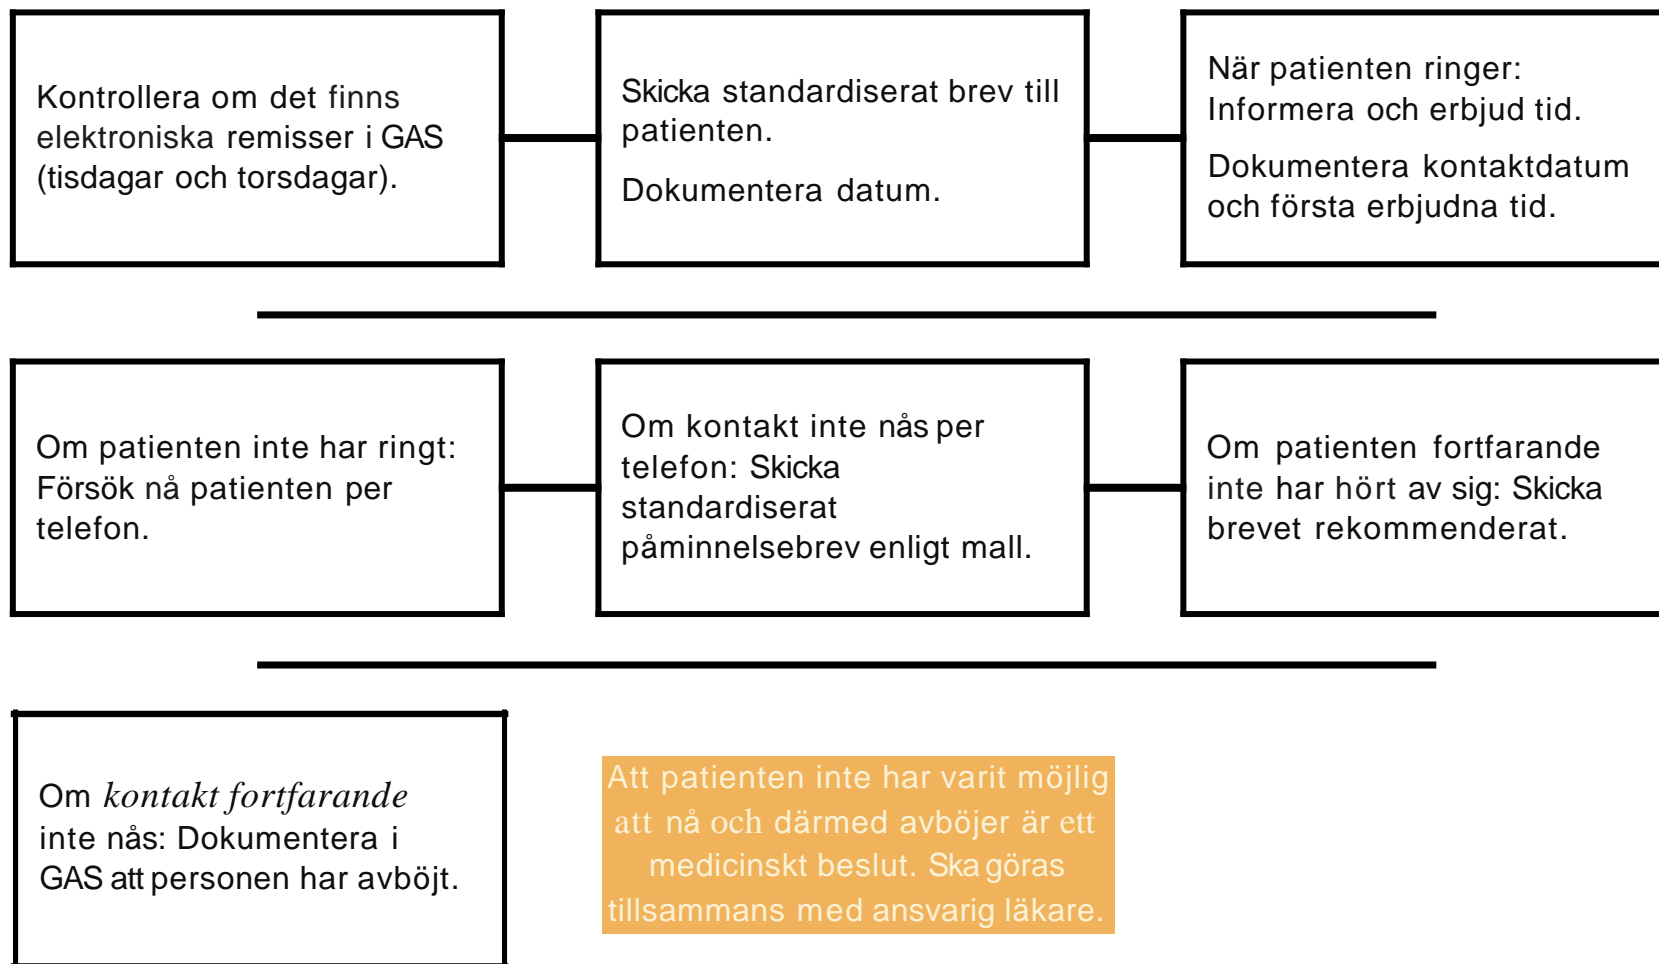 Kontrollera om det finns
elektroniska remisser i GAS
(tisdagar och torsdagar).
Skicka standardiserat brev till
patienten.
Dokumentera datum.
När patienten ringer:
Informera och erbjud tid.
Dokumentera kontaktdatum
och första erbjudna tid.
Om patienten inte har ringt:
Försök nå patienten per
telefon.
Om kontakt inte nås per
telefon: Skicka
standardiserat
påminnelsebrev enligt mall.
Om patienten fortfarande
inte har hört av sig: Skicka
brevet rekommenderat.
Om kontakt fortfarande
inte nås: Dokumentera i
GAS att personen har avböjt.
Att patienten inte har varit möjlig
att nå och därmed avböjer är ett
medicinskt beslut. Ska göras
tillsammans med ansvarig läkare.